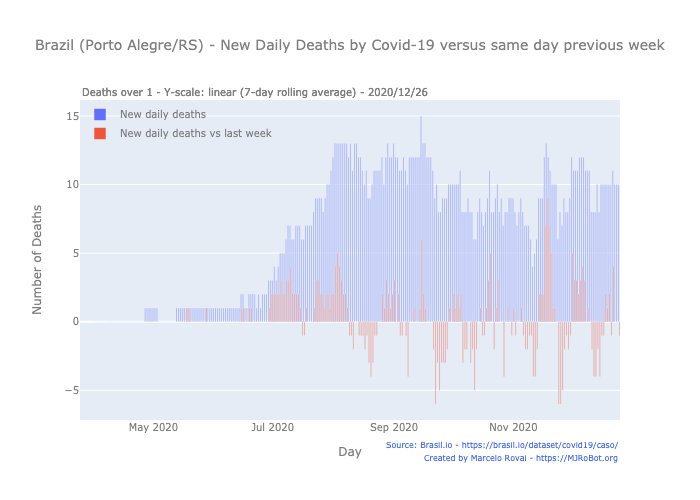 Brazil (Porto Alegre/RS) - New Daily Deaths by Covid-19 versus same day previous week
Deaths over 1 - Y-scale: linear (7-day rolling average) - 2020/12/26
New daily deaths
New daily deaths vs last week
15
10
5
0
−5
Number of Deaths
May 2020 Jul 2020 Sep 2020 Nov 2020
Day
Source: Brasil.io - https://brasil.io/dataset/covid19/caso/
Created by Marcelo Rovai - https://MJRoBot.org